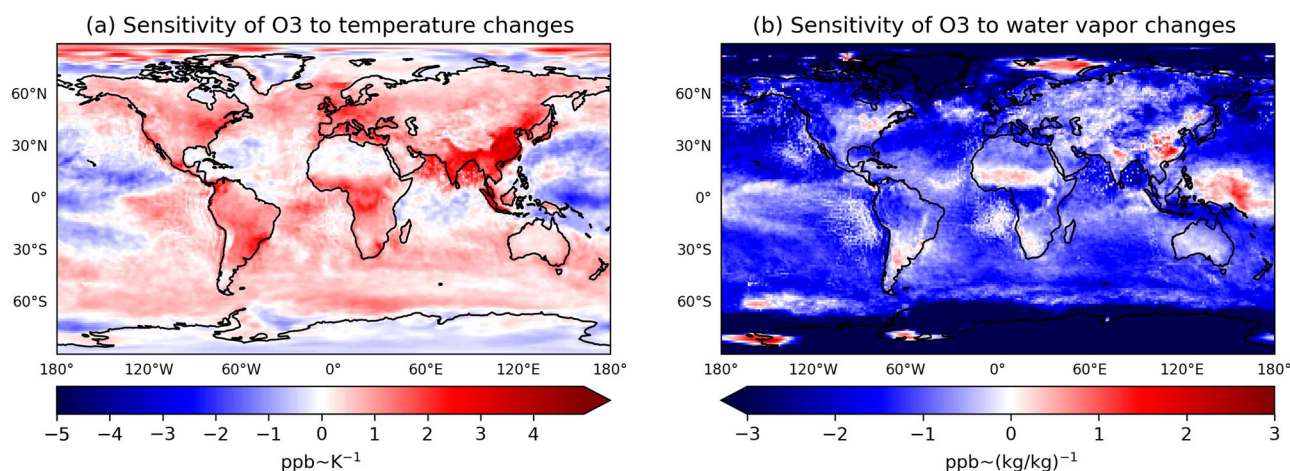 (a) Sensitivity of O3 to temperature changes
(b) Sensitivity of O3 to water vapor changes
60°N
30°N
0°
30°S
60°S
180° 120°W 60°W 0° 60°E 120°E 180°
−5 −4 −3 −2 −1 0 1 2 3 4
ppb~K⁻¹
60°N
30°N
0°
30°S
60°S
180° 120°W 60°W 0° 60°E 120°E 180°
−3 −2 −1 0 1 2 3
ppb~(kg/kg)⁻¹